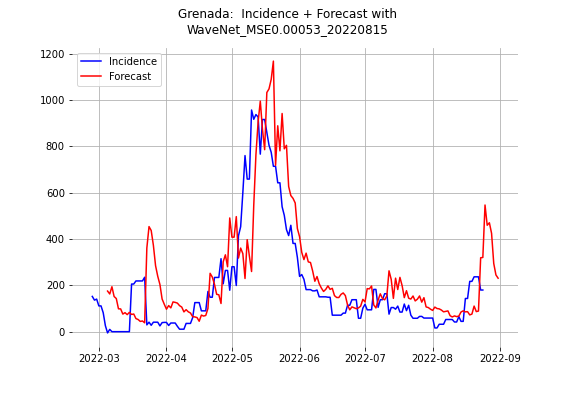 Grenada:  Incidence + Forecast with
WaveNet_MSE0.00053_20220815
Incidence
Forecast
1200
1000
800
600
400
200
0
2022-03 2022-04 2022-05 2022-06 2022-07 2022-08 2022-09